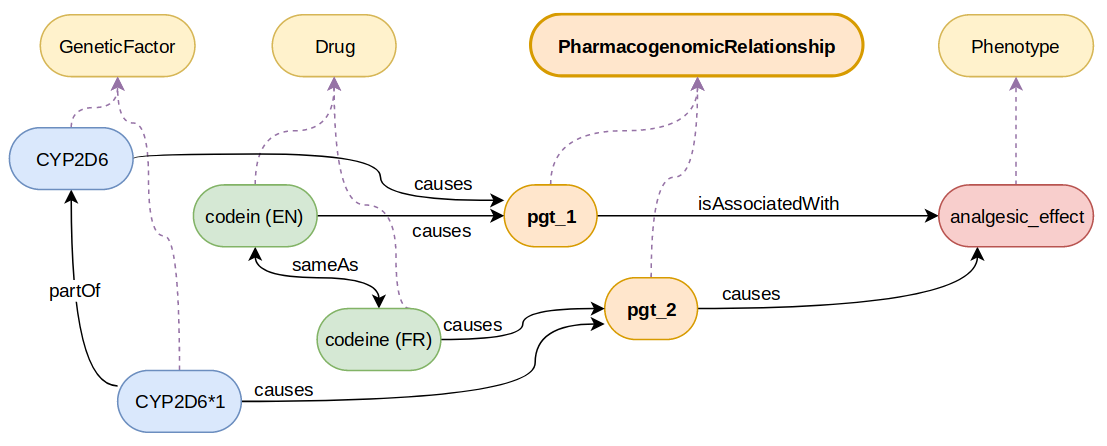 GeneticFactor
Drug
PharmacogenomicRelationship
Phenotype
CYP2D6
causes
codein (EN)
causes
pgt_1
isAssociatedWith
analgesic_effect
sameAs
partOf
codeine (FR)
causes
pgt_2
causes
CYP2D6*1
causes